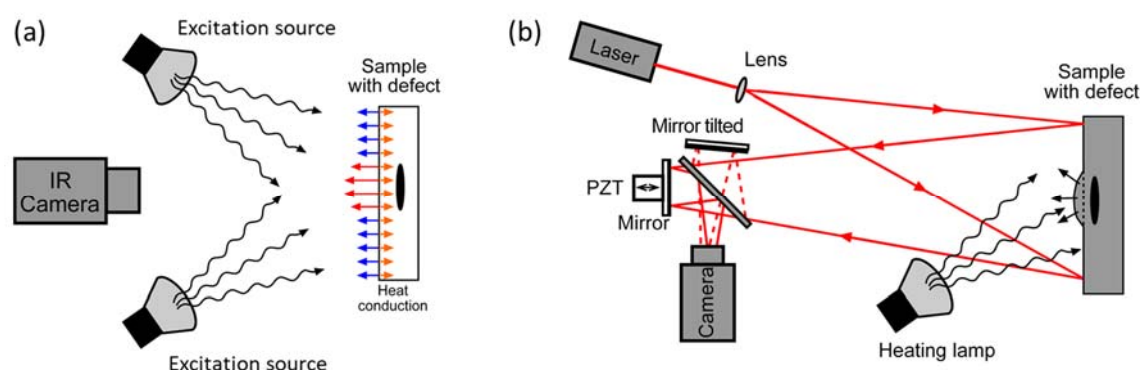 (a)
Excitation source
Sample
with defect
IR
Camera
Heat
conduction
Excitation source
(b)
Laser
Lens
Sample
with defect
Mirror tilted
PZT
Mirror
Camera
Heating lamp